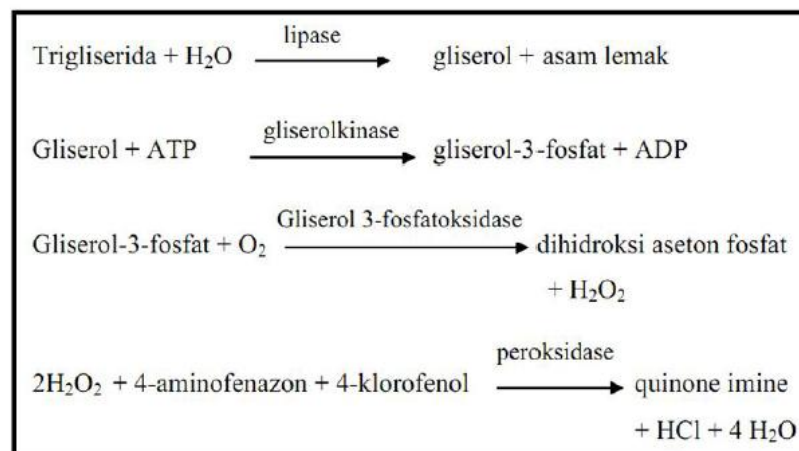 lipase
Trigliserida + H₂O → gliserol + asam lemak
gliserolkinase
Gliserol + ATP → gliserol-3-fosfat + ADP
Gliserol 3-fosfatoksidase
Gliserol-3-fosfat + O₂ → dihidroksi aseton fosfat
+ H₂O₂
peroksidase
2H₂O₂ + 4-aminofenazon + 4-klorofenol → quinone imine
+ HCl + 4 H₂O